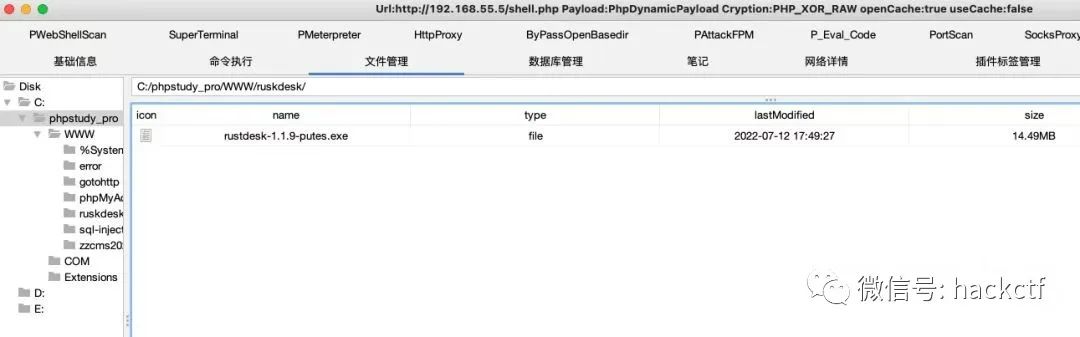 Url:http://192.168.55.5/shell.php Payload:PhpDynamicPayload Cryption:PHP_XOR_RAW openCache:true useCache:false
PWebShellScan SuperTerminal PMeterpreter HttpProxy ByPassOpenBasedir PAttackFPM P_Eval_Code PortScan SocksProxy
基础信息 命令执行 文件管理 数据库管理 笔记 网络详情 插件标签管理
Disk
C:
phpstudy_pro
WWW
%System
error
gotohttp
phpMyAd
ruskdesk
sql-inject
zzcms202
COM
Extensions
D:
E:
C:/phpstudy_pro/WWW/ruskdesk/
icon name type lastModified size
rustdesk-1.1.9-putes.exe file 2022-07-12 17:49:27 14.49MB
微信号: hackctf